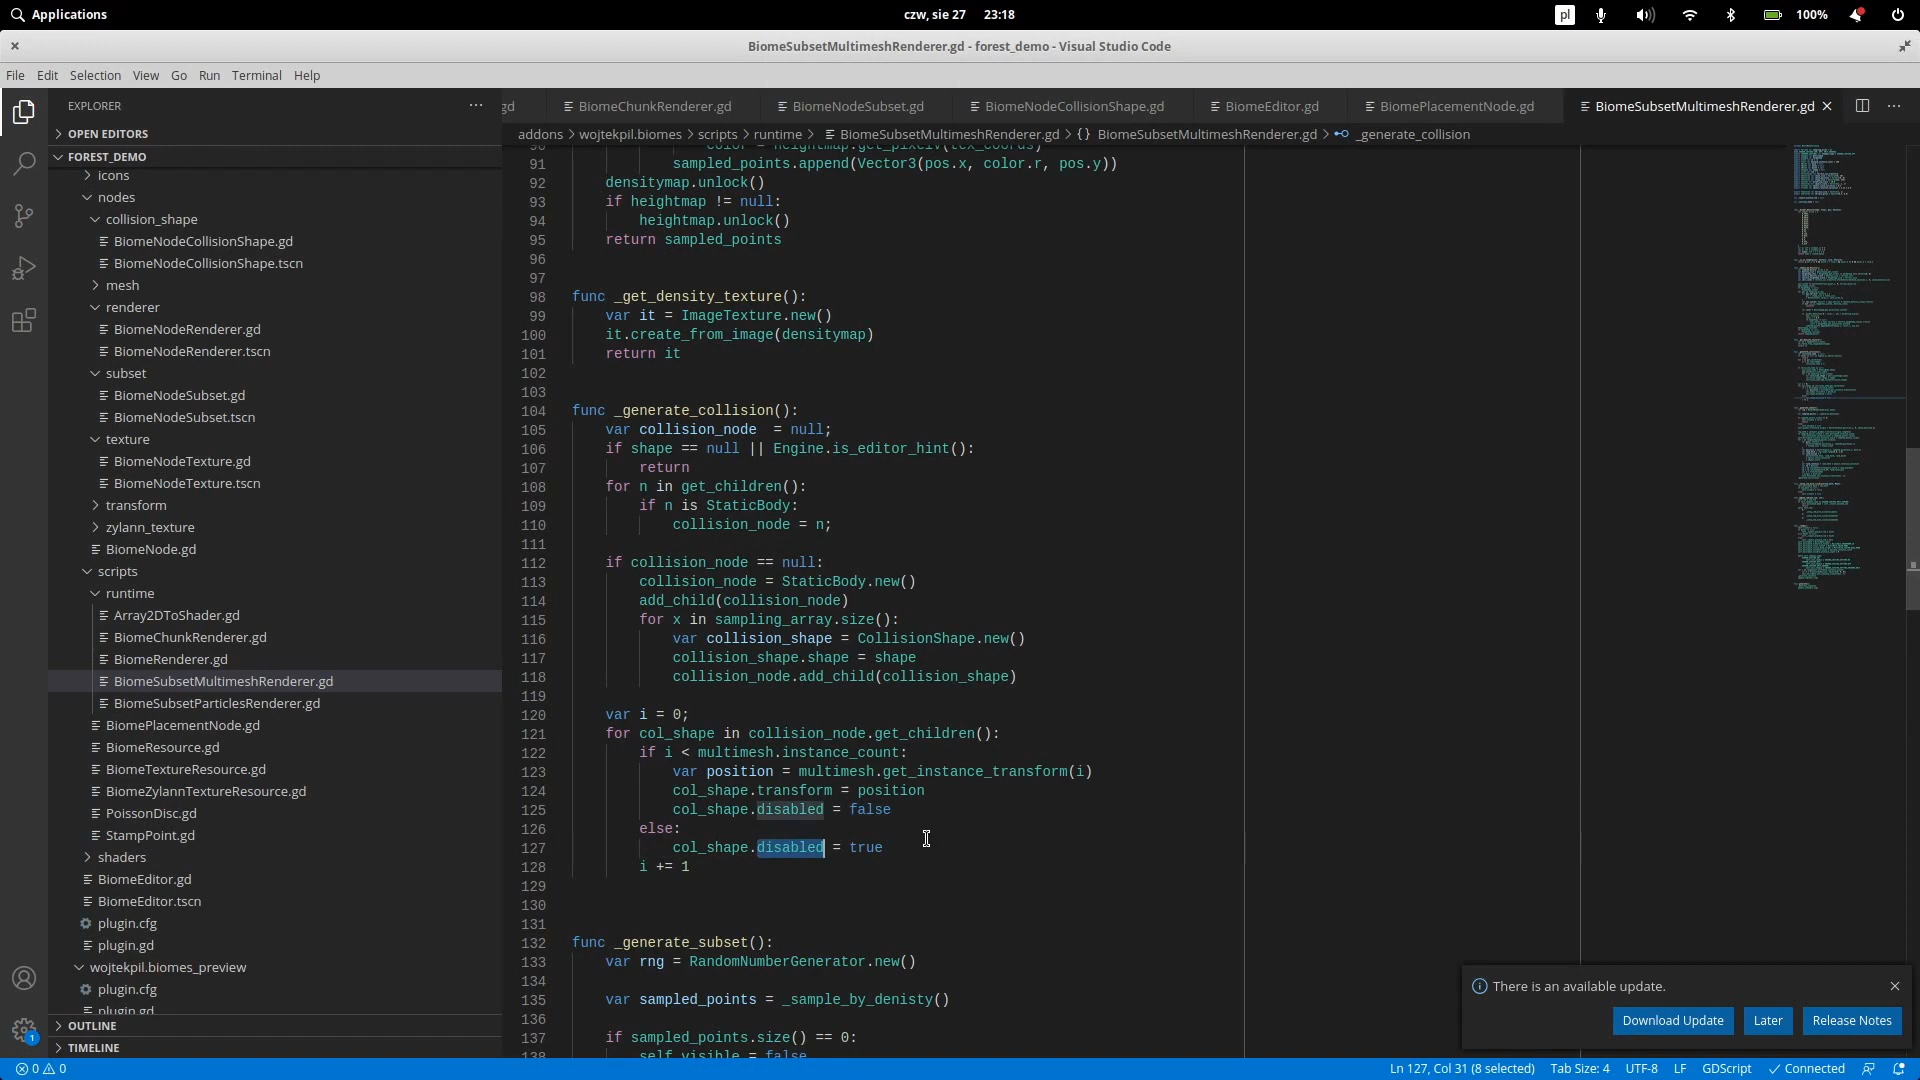 Applications
czw, sie 27 23:18
pl
100%
BiomeSubsetMultimeshRenderer.gd - forest_demo - Visual Studio Code
File Edit Selection View Go Run Terminal Help
EXPLORER
OPEN EDITORS
FOREST_DEMO
icons
nodes
collision_shape
BiomeNodeCollisionShape.gd
BiomeNodeCollisionShape.tscn
mesh
renderer
BiomeNodeRenderer.gd
BiomeNodeRenderer.tscn
subset
BiomeNodeSubset.gd
BiomeNodeSubset.tscn
texture
BiomeNodeTexture.gd
BiomeNodeTexture.tscn
transform
zylann_texture
BiomeNode.gd
scripts
runtime
Array2DToShader.gd
BiomeChunkRenderer.gd
BiomeRenderer.gd
BiomeSubsetMultimeshRenderer.gd
BiomeSubsetParticlesRenderer.gd
BiomePlacementNode.gd
BiomeResource.gd
BiomeTextureResource.gd
BiomeZylannTextureResource.gd
PoissonDisc.gd
StampPoint.gd
shaders
BiomeEditor.gd
BiomeEditor.tscn
plugin.cfg
plugin.gd
wojtekpil.biomes_preview
plugin.cfg
plugin.gd
OUTLINE
TIMELINE
gd BiomeChunkRenderer.gd BiomeNodeSubset.gd BiomeNodeCollisionShape.gd BiomeEditor.gd BiomePlacementNode.gd BiomeSubsetMultimeshRenderer.gd
addons > wojtekpil.biomes > scripts > runtime > BiomeSubsetMultimeshRenderer.gd > {} BiomeSubsetMultimeshRenderer.gd > _generate_collision
90 color = heightmap.get_pixelv(tex_coords)
91 sampled_points.append(Vector3(pos.x, color.r, pos.y))
92 densitymap.unlock()
93 if heightmap != null:
94 heightmap.unlock()
95 return sampled_points
96
97
98 func _get_density_texture():
99 var it = ImageTexture.new()
100 it.create_from_image(densitymap)
101 return it
102
103
104 func _generate_collision():
105 var collision_node  = null;
106 if shape == null || Engine.is_editor_hint():
107 return
108 for n in get_children():
109 if n is StaticBody:
110 collision_node = n;
111
112 if collision_node == null:
113 collision_node = StaticBody.new()
114 add_child(collision_node)
115 for x in sampling_array.size():
116 var collision_shape = CollisionShape.new()
117 collision_shape.shape = shape
118 collision_node.add_child(collision_shape)
119
120 var i = 0;
121 for col_shape in collision_node.get_children():
122 if i < multimesh.instance_count:
123 var position = multimesh.get_instance_transform(i)
124 col_shape.transform = position
125 col_shape.disabled = false
126 else:
127 col_shape.disabled = true
128 i += 1
129
130
131
132 func _generate_subset():
133 var rng = RandomNumberGenerator.new()
134
135 var sampled_points = _sample_by_denisty()
136
137 if sampled_points.size() == 0:
138 self.visible = false
There is an available update.
Download Update Later Release Notes
1
0 0
Ln 127, Col 31 (8 selected) Tab Size: 4 UTF-8 LF GDScript Connected